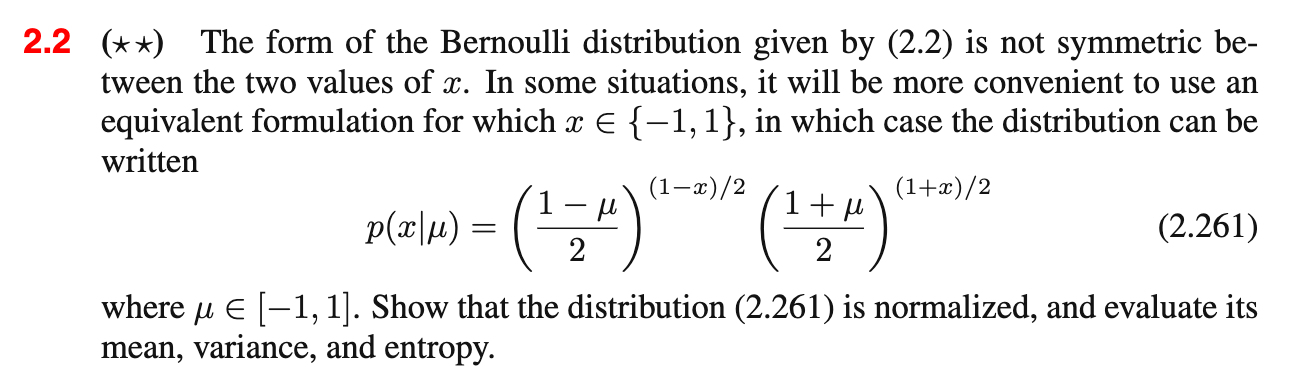 2.2 (⋆⋆) The form of the Bernoulli distribution given by (2.2) is not symmetric be-
tween the two values of x. In some situations, it will be more convenient to use an
equivalent formulation for which x ∈ {−1, 1}, in which case the distribution can be
written
p(x|μ) = ((1 − μ)/2)^{(1−x)/2} ((1 + μ)/2)^{(1+x)/2} (2.261)
where μ ∈ [−1, 1]. Show that the distribution (2.261) is normalized, and evaluate its
mean, variance, and entropy.